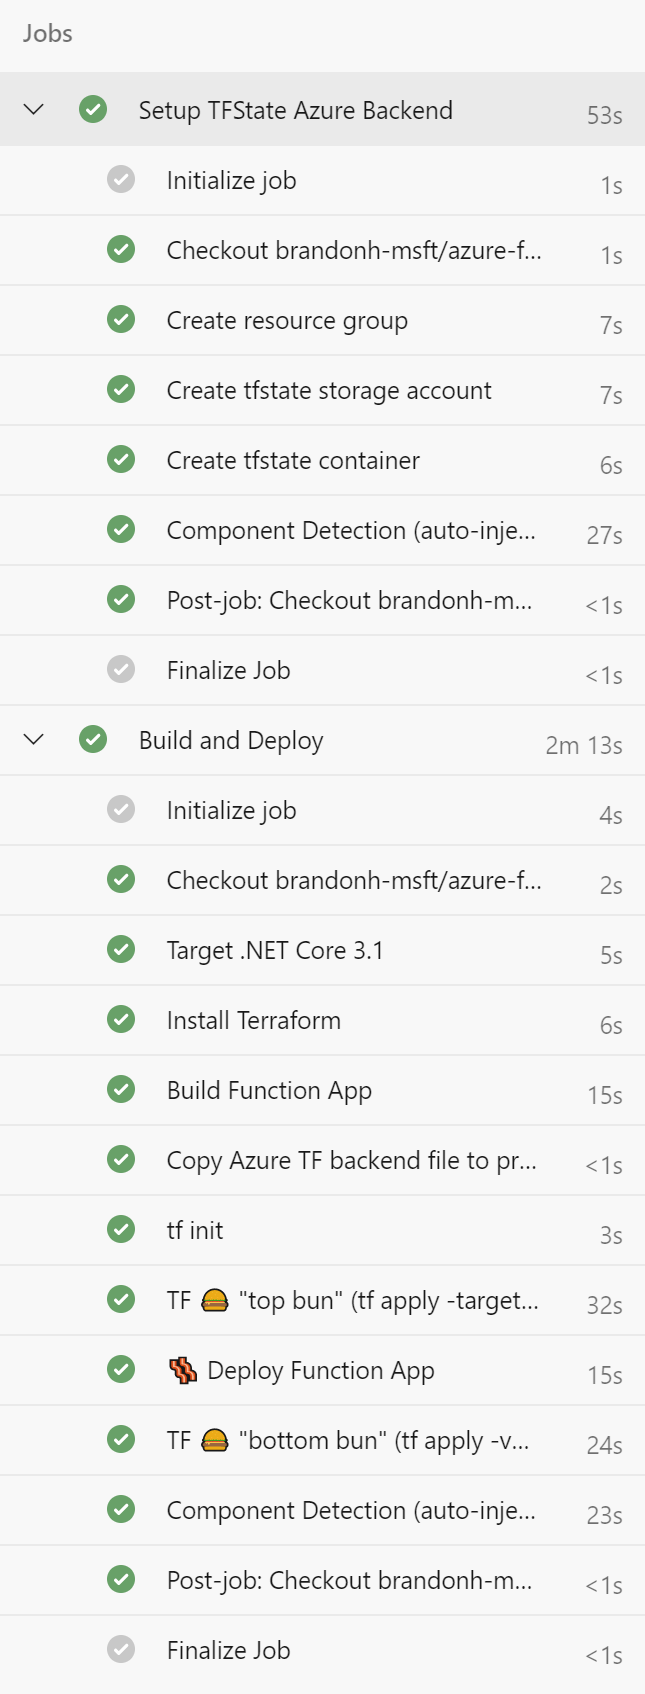 Jobs
Setup TFState Azure Backend 53s
Initialize job 1s
Checkout brandonh-msft/azure-f... 1s
Create resource group 7s
Create tfstate storage account 7s
Create tfstate container 6s
Component Detection (auto-inje... 27s
Post-job: Checkout brandonh-m... <1s
Finalize Job <1s
Build and Deploy 2m 13s
Initialize job 4s
Checkout brandonh-msft/azure-f... 2s
Target .NET Core 3.1 5s
Install Terraform 6s
Build Function App 15s
Copy Azure TF backend file to pr... <1s
tf init 3s
TF 🍔 "top bun" (tf apply -target... 32s
🥓 Deploy Function App 15s
TF 🍔 "bottom bun" (tf apply -v... 24s
Component Detection (auto-inje... 23s
Post-job: Checkout brandonh-m... <1s
Finalize Job <1s